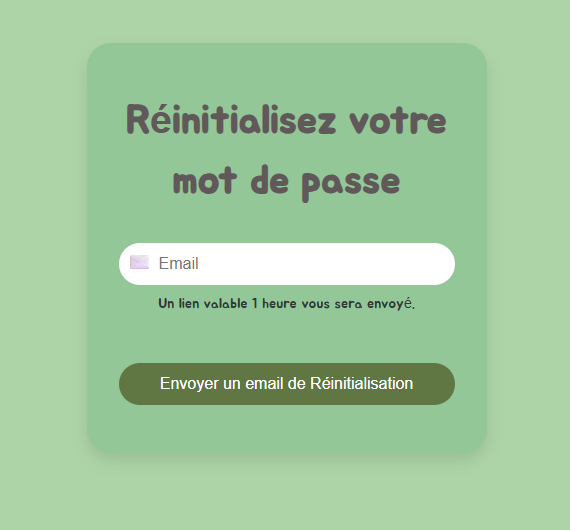 Réinitialisez votre
mot de passe
Email
Un lien valable 1 heure vous sera envoyé.
Envoyer un email de Réinitialisation